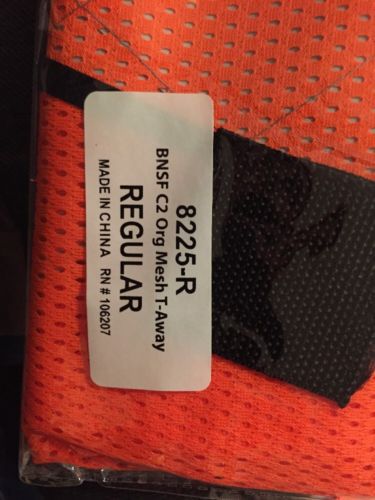 8225-R
BNSF C2 Org Mesh T-Away
REGULAR
MADE IN CHINA RN # 106207